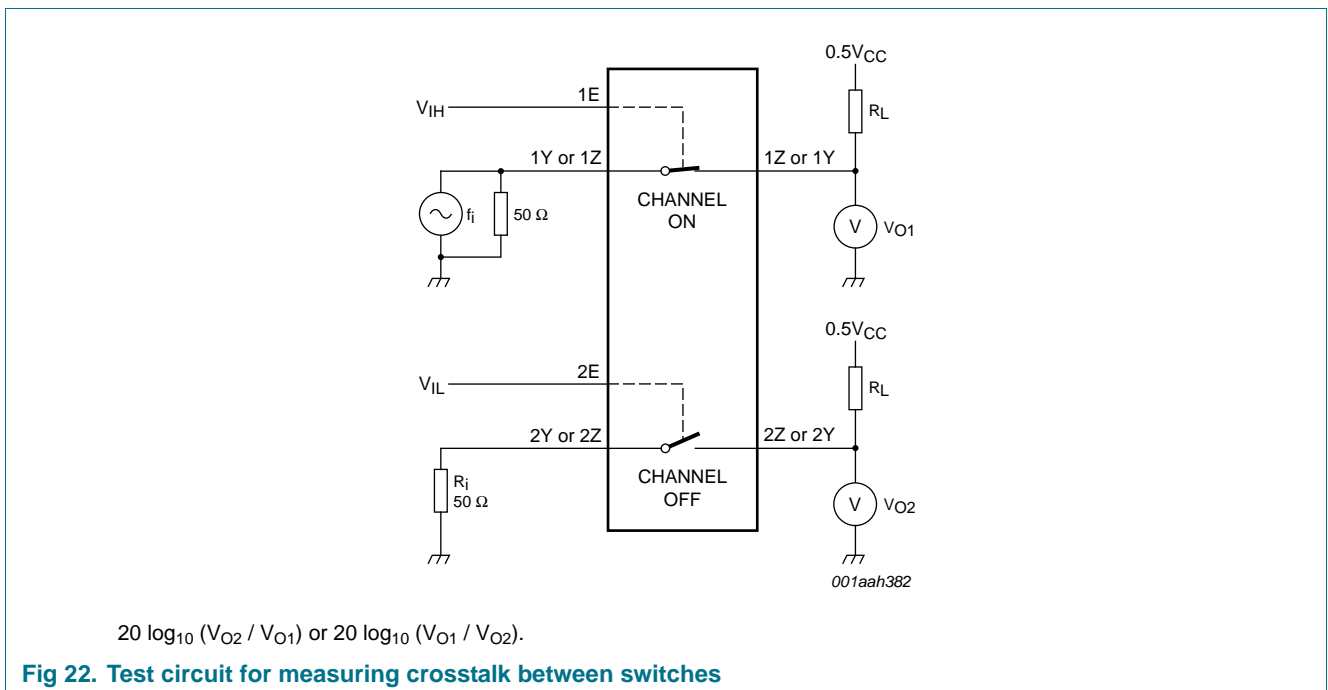 0.5VCC
RL
VIH
1E
1Y or 1Z
1Z or 1Y
fi
50 Ω
CHANNEL
ON
V
VO1
0.5VCC
RL
VIL
2E
2Y or 2Z
2Z or 2Y
Ri
50 Ω
CHANNEL
OFF
V
VO2
001aah382
20 log10 (VO2 / VO1) or 20 log10 (VO1 / VO2).
Fig 22. Test circuit for measuring crosstalk between switches